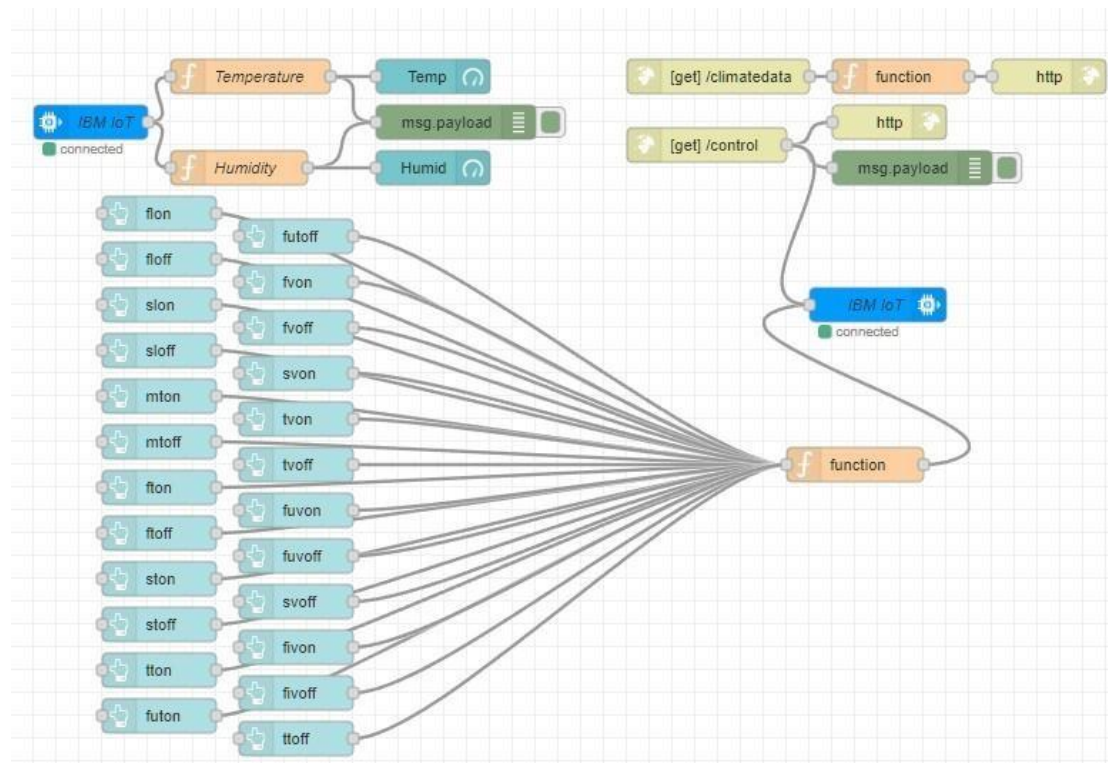 Temperature
Temp
IBM IoT
connected
msg.payload
Humidity
Humid
[get] /climatedata
function
http
[get] /control
http
msg.payload
IBM IoT
connected
function
flon
floff
slon
sloff
mton
mtoff
fton
ftoff
ston
stoff
tton
futon
futoff
fvon
fvoff
svon
tvon
tvoff
fuvon
fuvoff
svoff
fivon
fivoff
ttoff